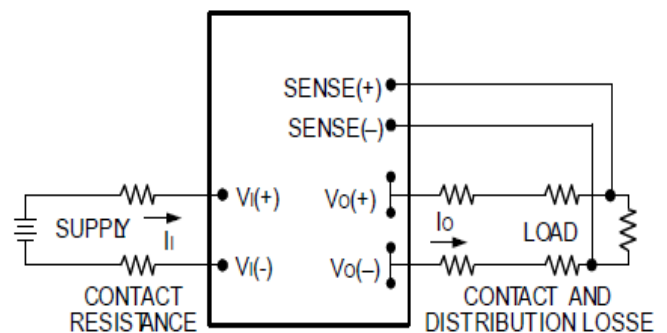 SENSE(+)
SENSE(–)
VI(+)
VO(+)
IO
SUPPLY
II
LOAD
VI(-)
VO(–)
CONTACT
RESISTANCE
CONTACT AND
DISTRIBUTION LOSSE